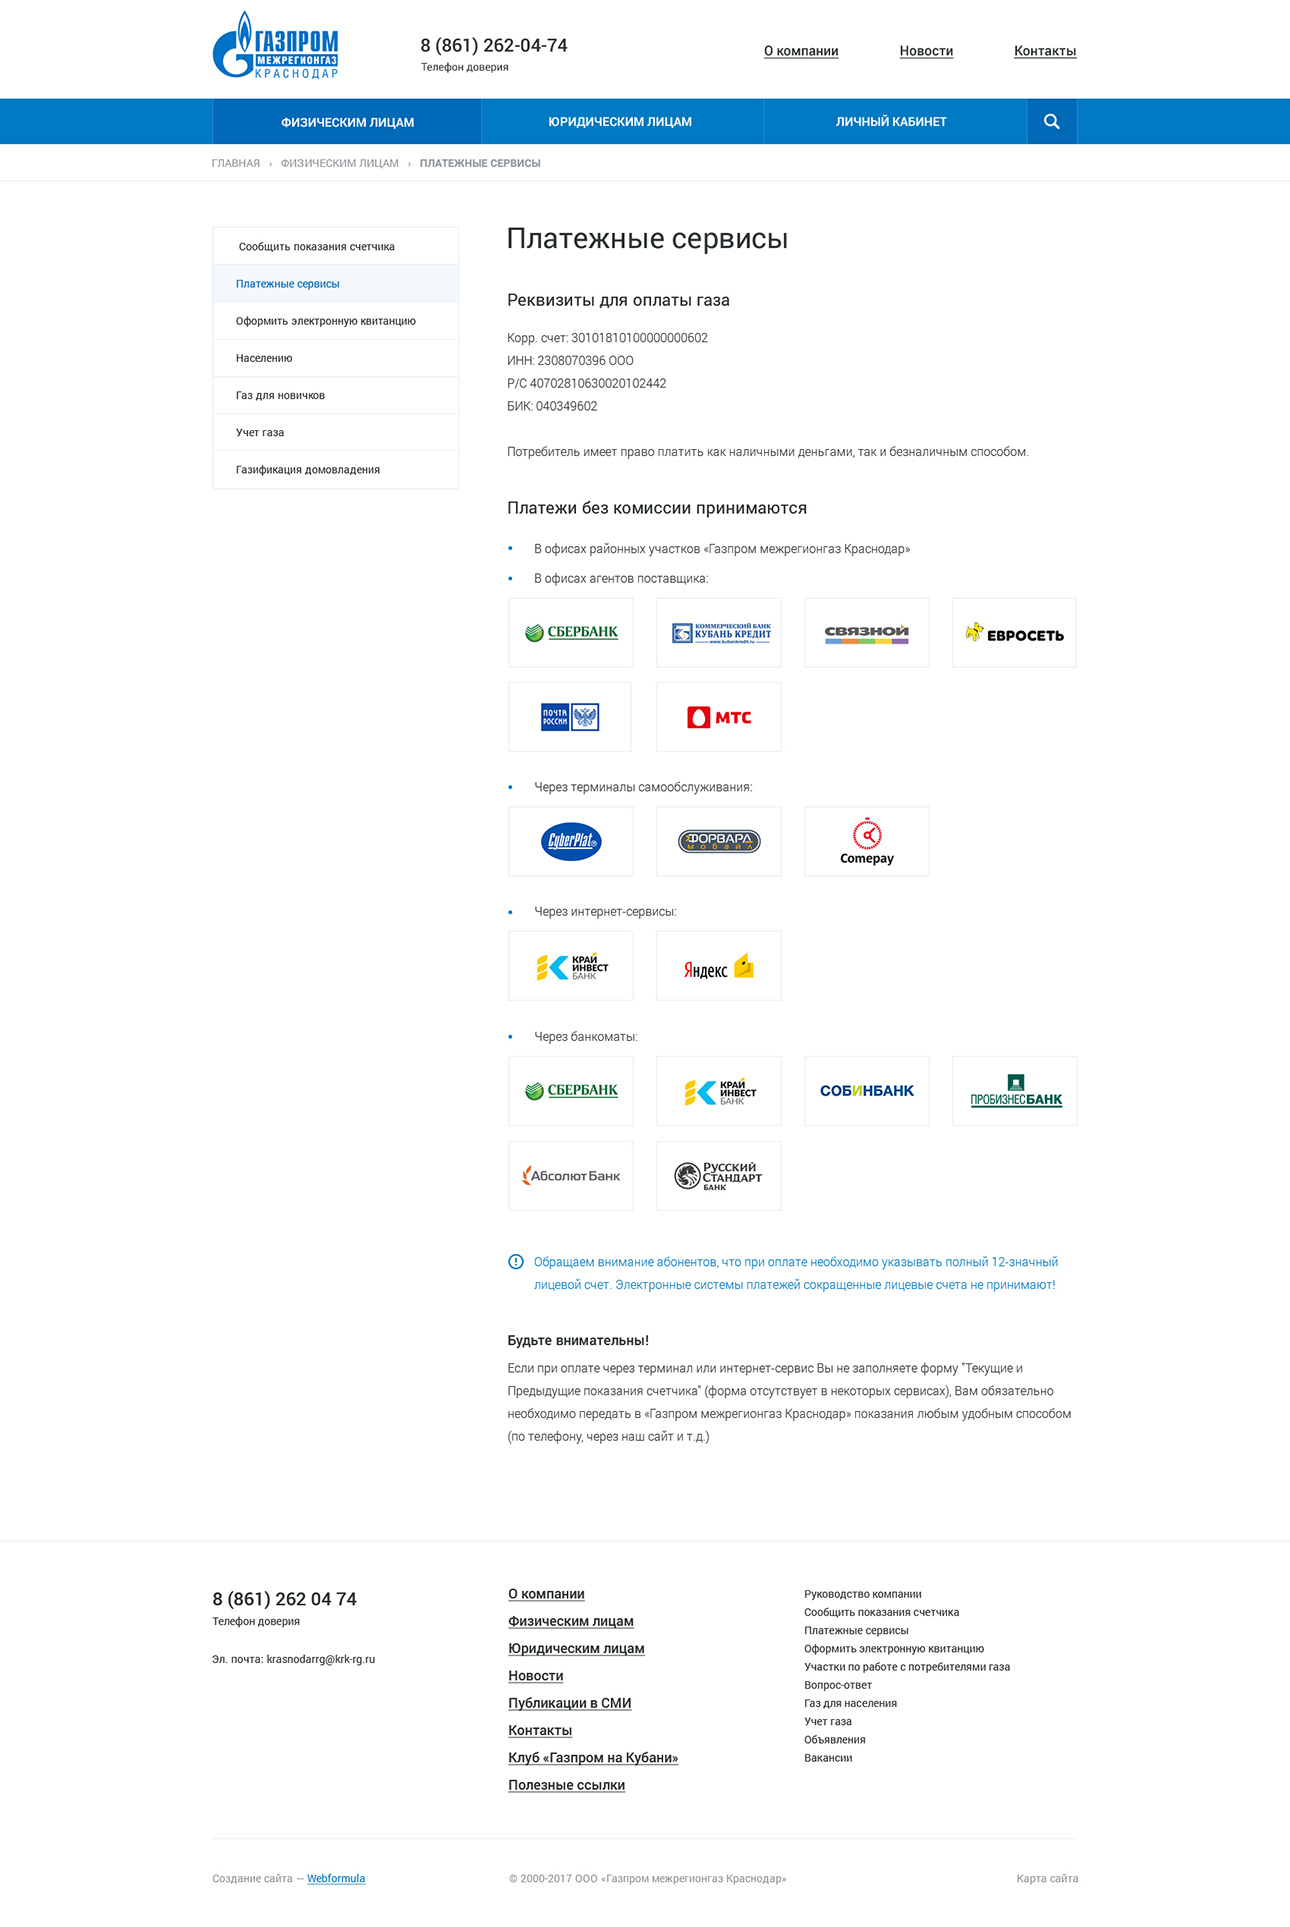 ГАЗПРОМ
МЕЖРЕГИОНГАЗ
КРАСНОДАР
8 (861) 262-04-74
Телефон доверия
О компании
Новости
Контакты
ФИЗИЧЕСКИМ ЛИЦАМ
ЮРИДИЧЕСКИМ ЛИЦАМ
ЛИЧНЫЙ КАБИНЕТ
ГЛАВНАЯ › ФИЗИЧЕСКИМ ЛИЦАМ › ПЛАТЕЖНЫЕ СЕРВИСЫ
Сообщить показания счетчика
Платежные сервисы
Оформить электронную квитанцию
Населению
Газ для новичков
Учет газа
Газификация домовладения
Платежные сервисы
Реквизиты для оплаты газа
Корр. счет: 30101810100000000602
ИНН: 2308070396 ООО
Р/С 40702810630020102442
БИК: 040349602
Потребитель имеет право платить как наличными деньгами, так и безналичным способом.
Платежи без комиссии принимаются
• В офисах районных участков «Газпром межрегионгаз Краснодар»
• В офисах агентов поставщика:
СБЕРБАНК
КОММЕРЧЕСКИЙ БАНК
КУБАНЬ КРЕДИТ
www.kubankredit.ru
СВЯЗНОЙ
ЕВРОСЕТЬ
ПОЧТА
РОССИИ
МТС
• Через терминалы самообслуживания:
CyberPlat®
ФОРВАРД
мобайл
Comepay
• Через интернет-сервисы:
КРАЙ
ИНВЕСТ
БАНК
Яндекс
• Через банкоматы:
СБЕРБАНК
КРАЙ
ИНВЕСТ
БАНК
СОБИНБАНК
ПРОБИЗНЕСБАНК
Абсолют Банк
РУССКИЙ
СТАНДАРТ
БАНК
Обращаем внимание абонентов, что при оплате необходимо указывать полный 12-значный
лицевой счет. Электронные системы платежей сокращенные лицевые счета не принимают!
Будьте внимательны!
Если при оплате через терминал или интернет-сервис Вы не заполняете форму "Текущие и
Предыдущие показания счетчика" (форма отсутствует в некоторых сервисах), Вам обязательно
необходимо передать в «Газпром межрегионгаз Краснодар» показания любым удобным способом
(по телефону, через наш сайт и т.д.)
8 (861) 262 04 74
Телефон доверия
Эл. почта: krasnodarrg@krk-rg.ru
О компании
Физическим лицам
Юридическим лицам
Новости
Публикации в СМИ
Контакты
Клуб «Газпром на Кубани»
Полезные ссылки
Руководство компании
Сообщить показания счетчика
Платежные сервисы
Оформить электронную квитанцию
Участки по работе с потребителями газа
Вопрос-ответ
Газ для населения
Учет газа
Объявления
Вакансии
Создание сайта — Webformula
© 2000-2017 ООО «Газпром межрегионгаз Краснодар»
Карта сайта